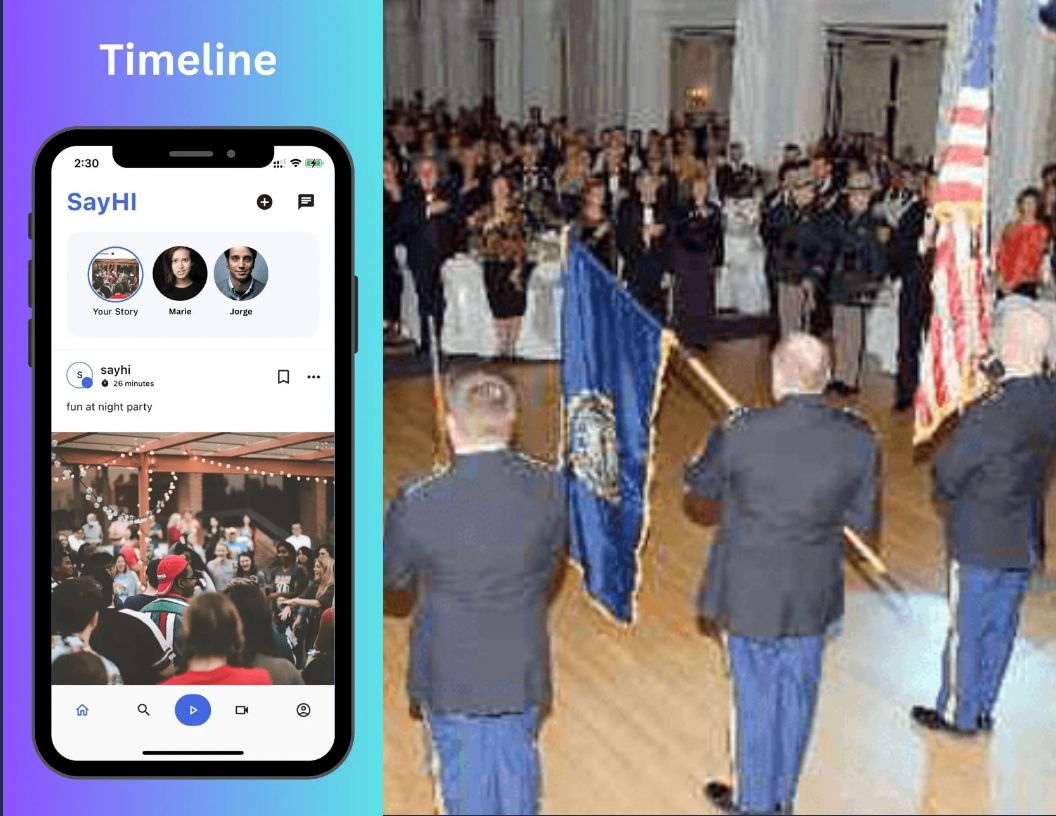 Timeline
2:30
SayHI
Your Story
Marie
Jorge
S
sayhi
26 minutes
fun at night party